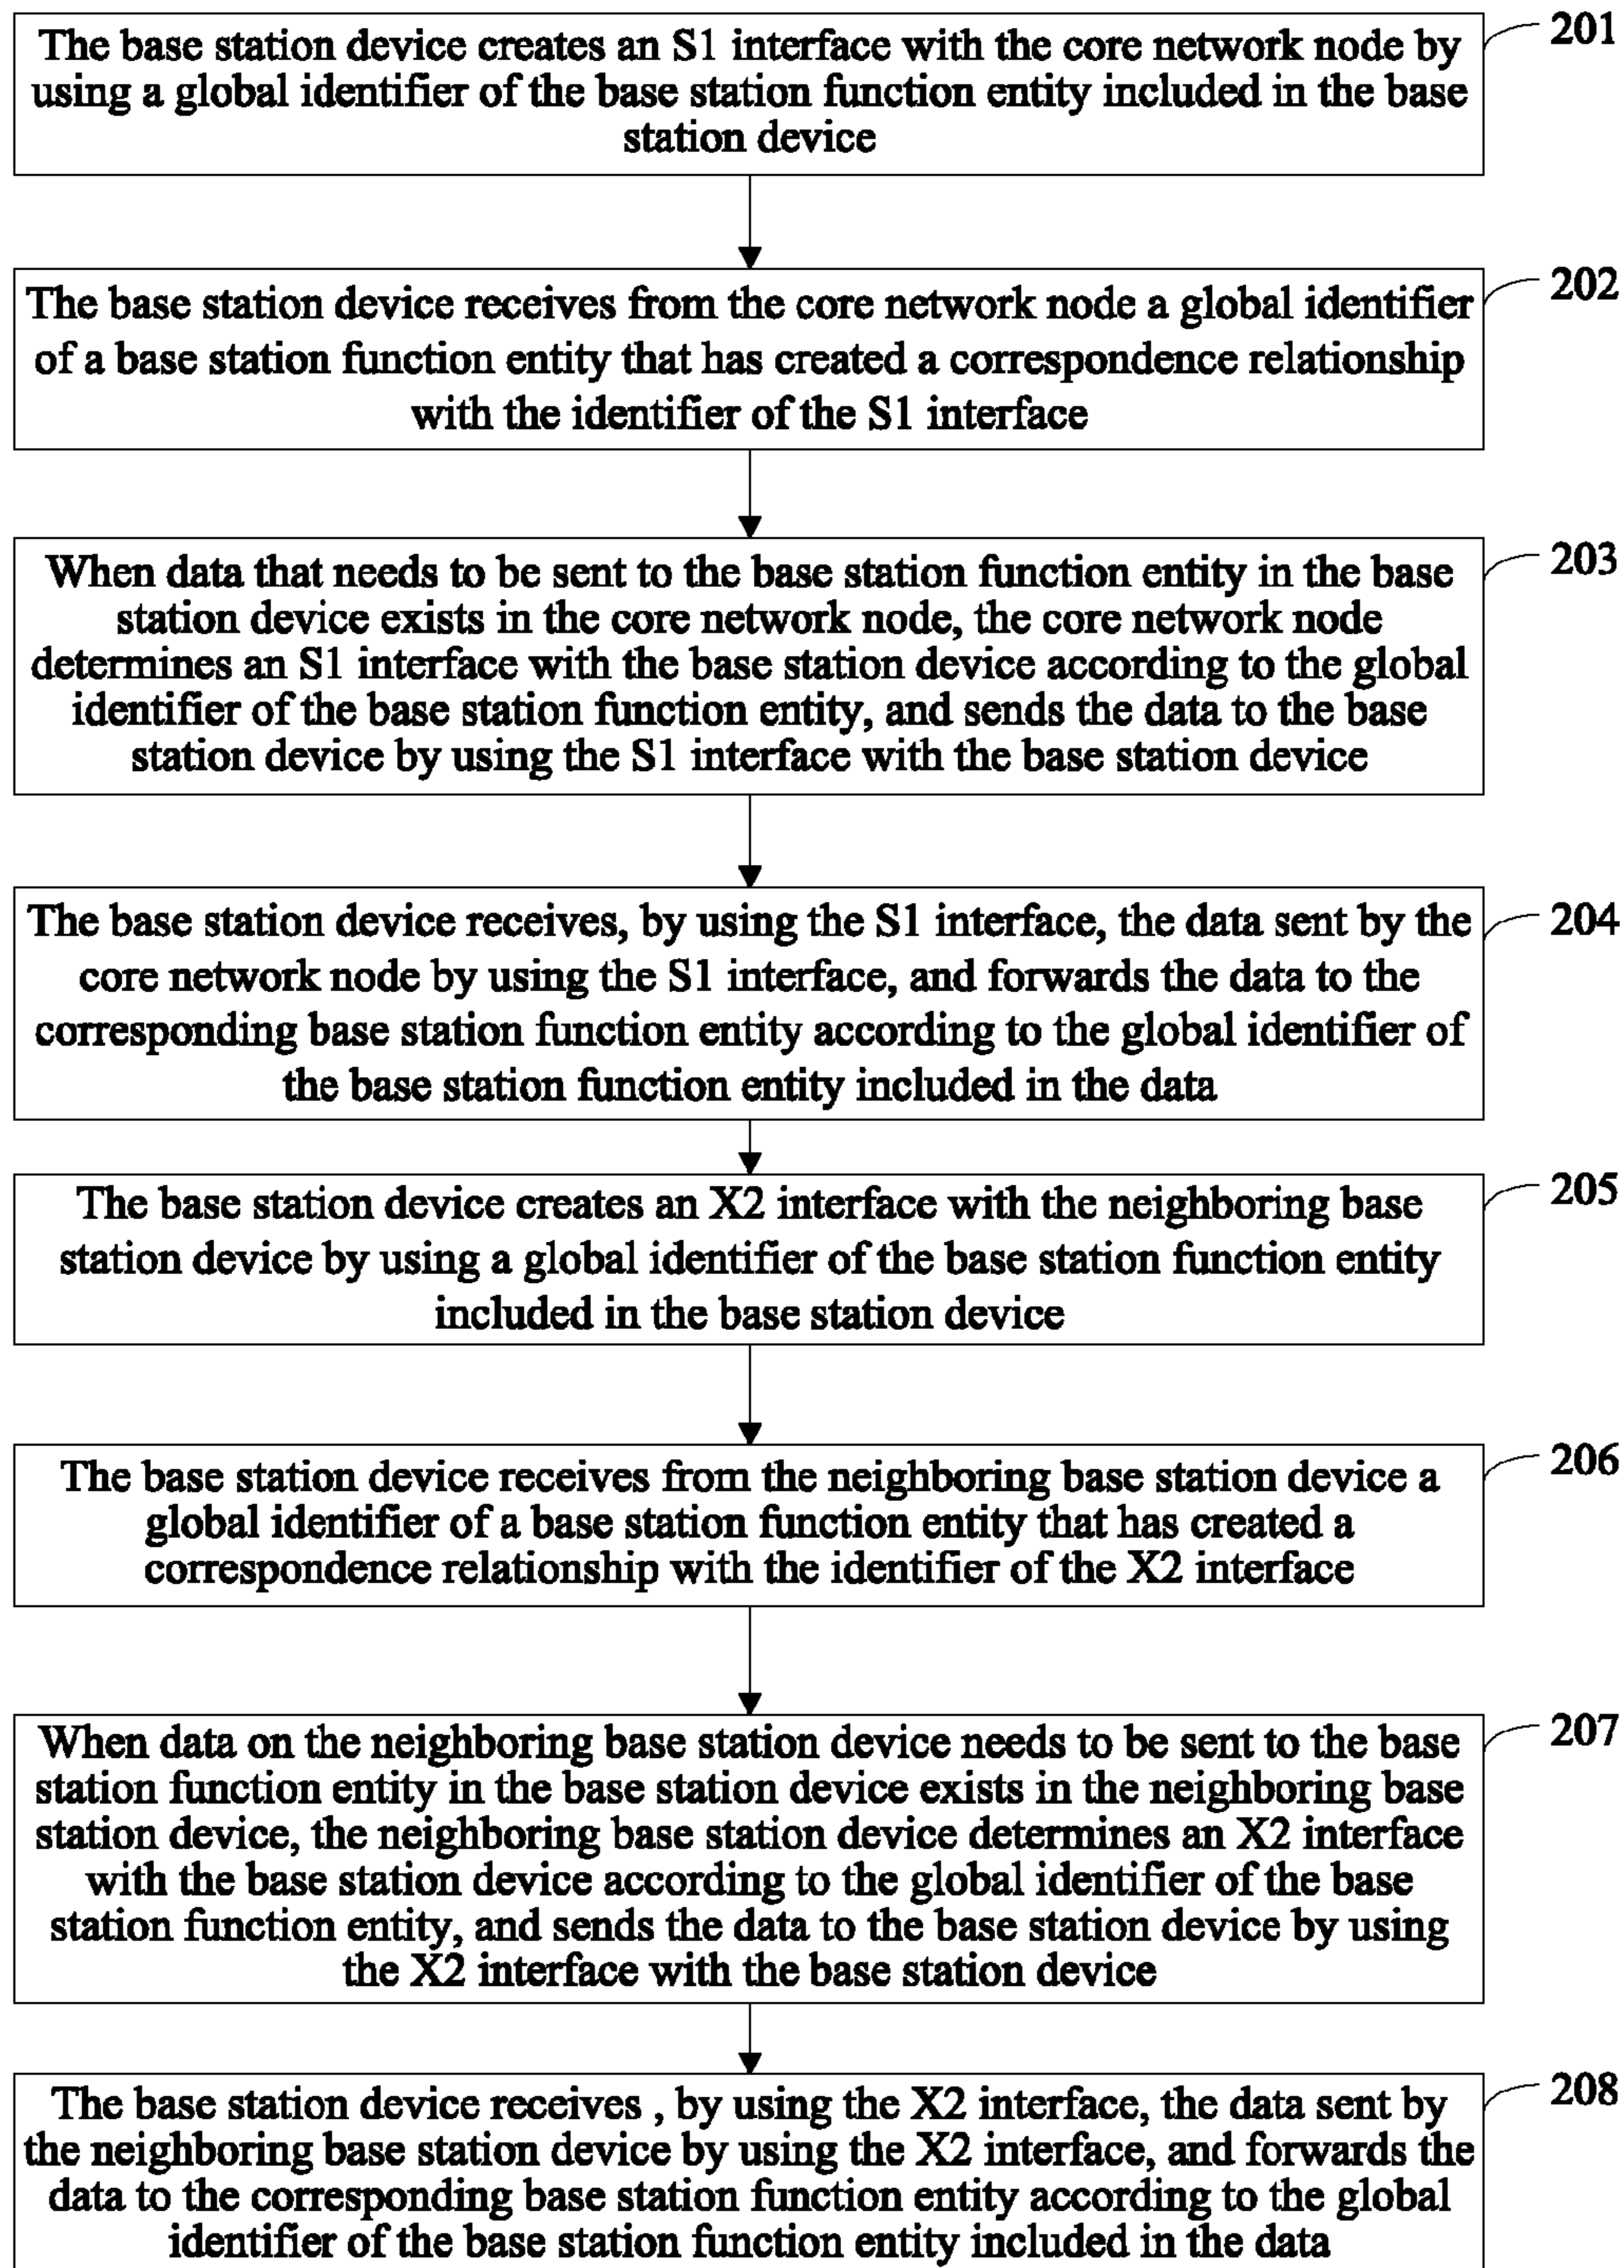 The base station device creates an S1 interface with the core network node by
using a global identifier of the base station function entity included in the base
station device
201
The base station device receives from the core network node a global identifier
of a base station function entity that has created a correspondence relationship
with the identifier of the S1 interface
202
When data that needs to be sent to the base station function entity in the base
station device exists in the core network node, the core network node
determines an S1 interface with the base station device according to the global
identifier of the base station function entity, and sends the data to the base
station device by using the S1 interface with the base station device
203
The base station device receives, by using the S1 interface, the data sent by the
core network node by using the S1 interface, and forwards the data to the
corresponding base station function entity according to the global identifier of
the base station function entity included in the data
204
The base station device creates an X2 interface with the neighboring base
station device by using a global identifier of the base station function entity
included in the base station device
205
The base station device receives from the neighboring base station device a
global identifier of a base station function entity that has created a
correspondence relationship with the identifier of the X2 interface
206
When data on the neighboring base station device needs to be sent to the base
station function entity in the base station device exists in the neighboring base
station device, the neighboring base station device determines an X2 interface
with the base station device according to the global identifier of the base
station function entity, and sends the data to the base station device by using
the X2 interface with the base station device
207
The base station device receives , by using the X2 interface, the data sent by
the neighboring base station device by using the X2 interface, and forwards the
data to the corresponding base station function entity according to the global
identifier of the base station function entity included in the data
208